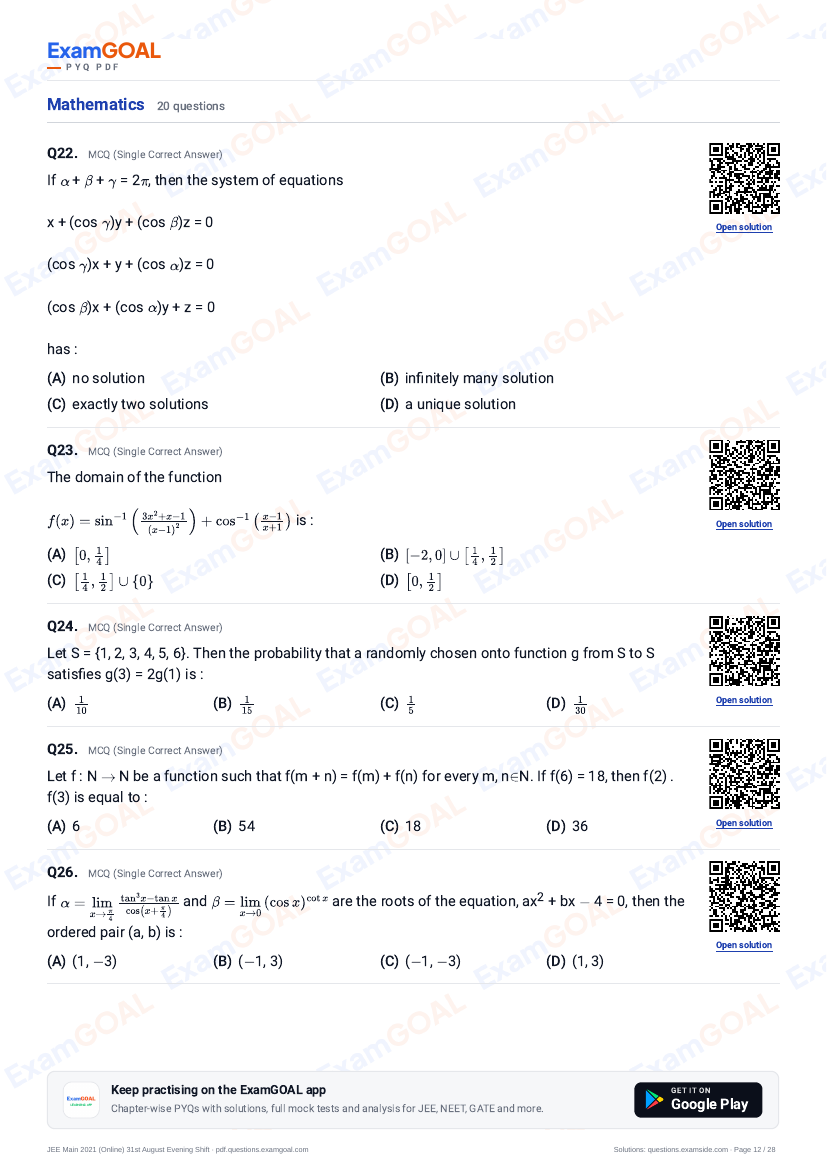 ExamGOAL
PYQ PDF
Mathematics 20 questions
Q22. MCQ (Single Correct Answer)
If α + β + γ = 2π, then the system of equations
x + (cos γ)y + (cos β)z = 0
(cos γ)x + y + (cos α)z = 0
(cos β)x + (cos α)y + z = 0
has :
(A) no solution (B) infinitely many solution
(C) exactly two solutions (D) a unique solution
Open solution
Q23. MCQ (Single Correct Answer)
The domain of the function
f(x) = sin⁻¹ ( (3x²+x−1)/(x−1)² ) + cos⁻¹ ( (x−1)/(x+1) ) is :
(A) [0, 1/4] (B) [−2, 0] ∪ [1/4, 1/2]
(C) [1/4, 1/2] ∪ {0} (D) [0, 1/2]
Open solution
Q24. MCQ (Single Correct Answer)
Let S = {1, 2, 3, 4, 5, 6}. Then the probability that a randomly chosen onto function g from S to S
satisfies g(3) = 2g(1) is :
(A) 1/10 (B) 1/15 (C) 1/5 (D) 1/30
Open solution
Q25. MCQ (Single Correct Answer)
Let f : N → N be a function such that f(m + n) = f(m) + f(n) for every m, n∈N. If f(6) = 18, then f(2) .
f(3) is equal to :
(A) 6 (B) 54 (C) 18 (D) 36
Open solution
Q26. MCQ (Single Correct Answer)
If α = lim x→π/4 (tan³x−tan x)/cos(x+π/4) and β = lim x→0 (cos x)^cot x are the roots of the equation, ax² + bx − 4 = 0, then the
ordered pair (a, b) is :
(A) (1, −3) (B) (−1, 3) (C) (−1, −3) (D) (1, 3)
Open solution
Keep practising on the ExamGOAL app
Chapter-wise PYQs with solutions, full mock tests and analysis for JEE, NEET, GATE and more.
GET IT ON
Google Play
JEE Main 2021 (Online) 31st August Evening Shift · pdf.questions.examgoal.com
Solutions: questions.examside.com · Page 12 / 28